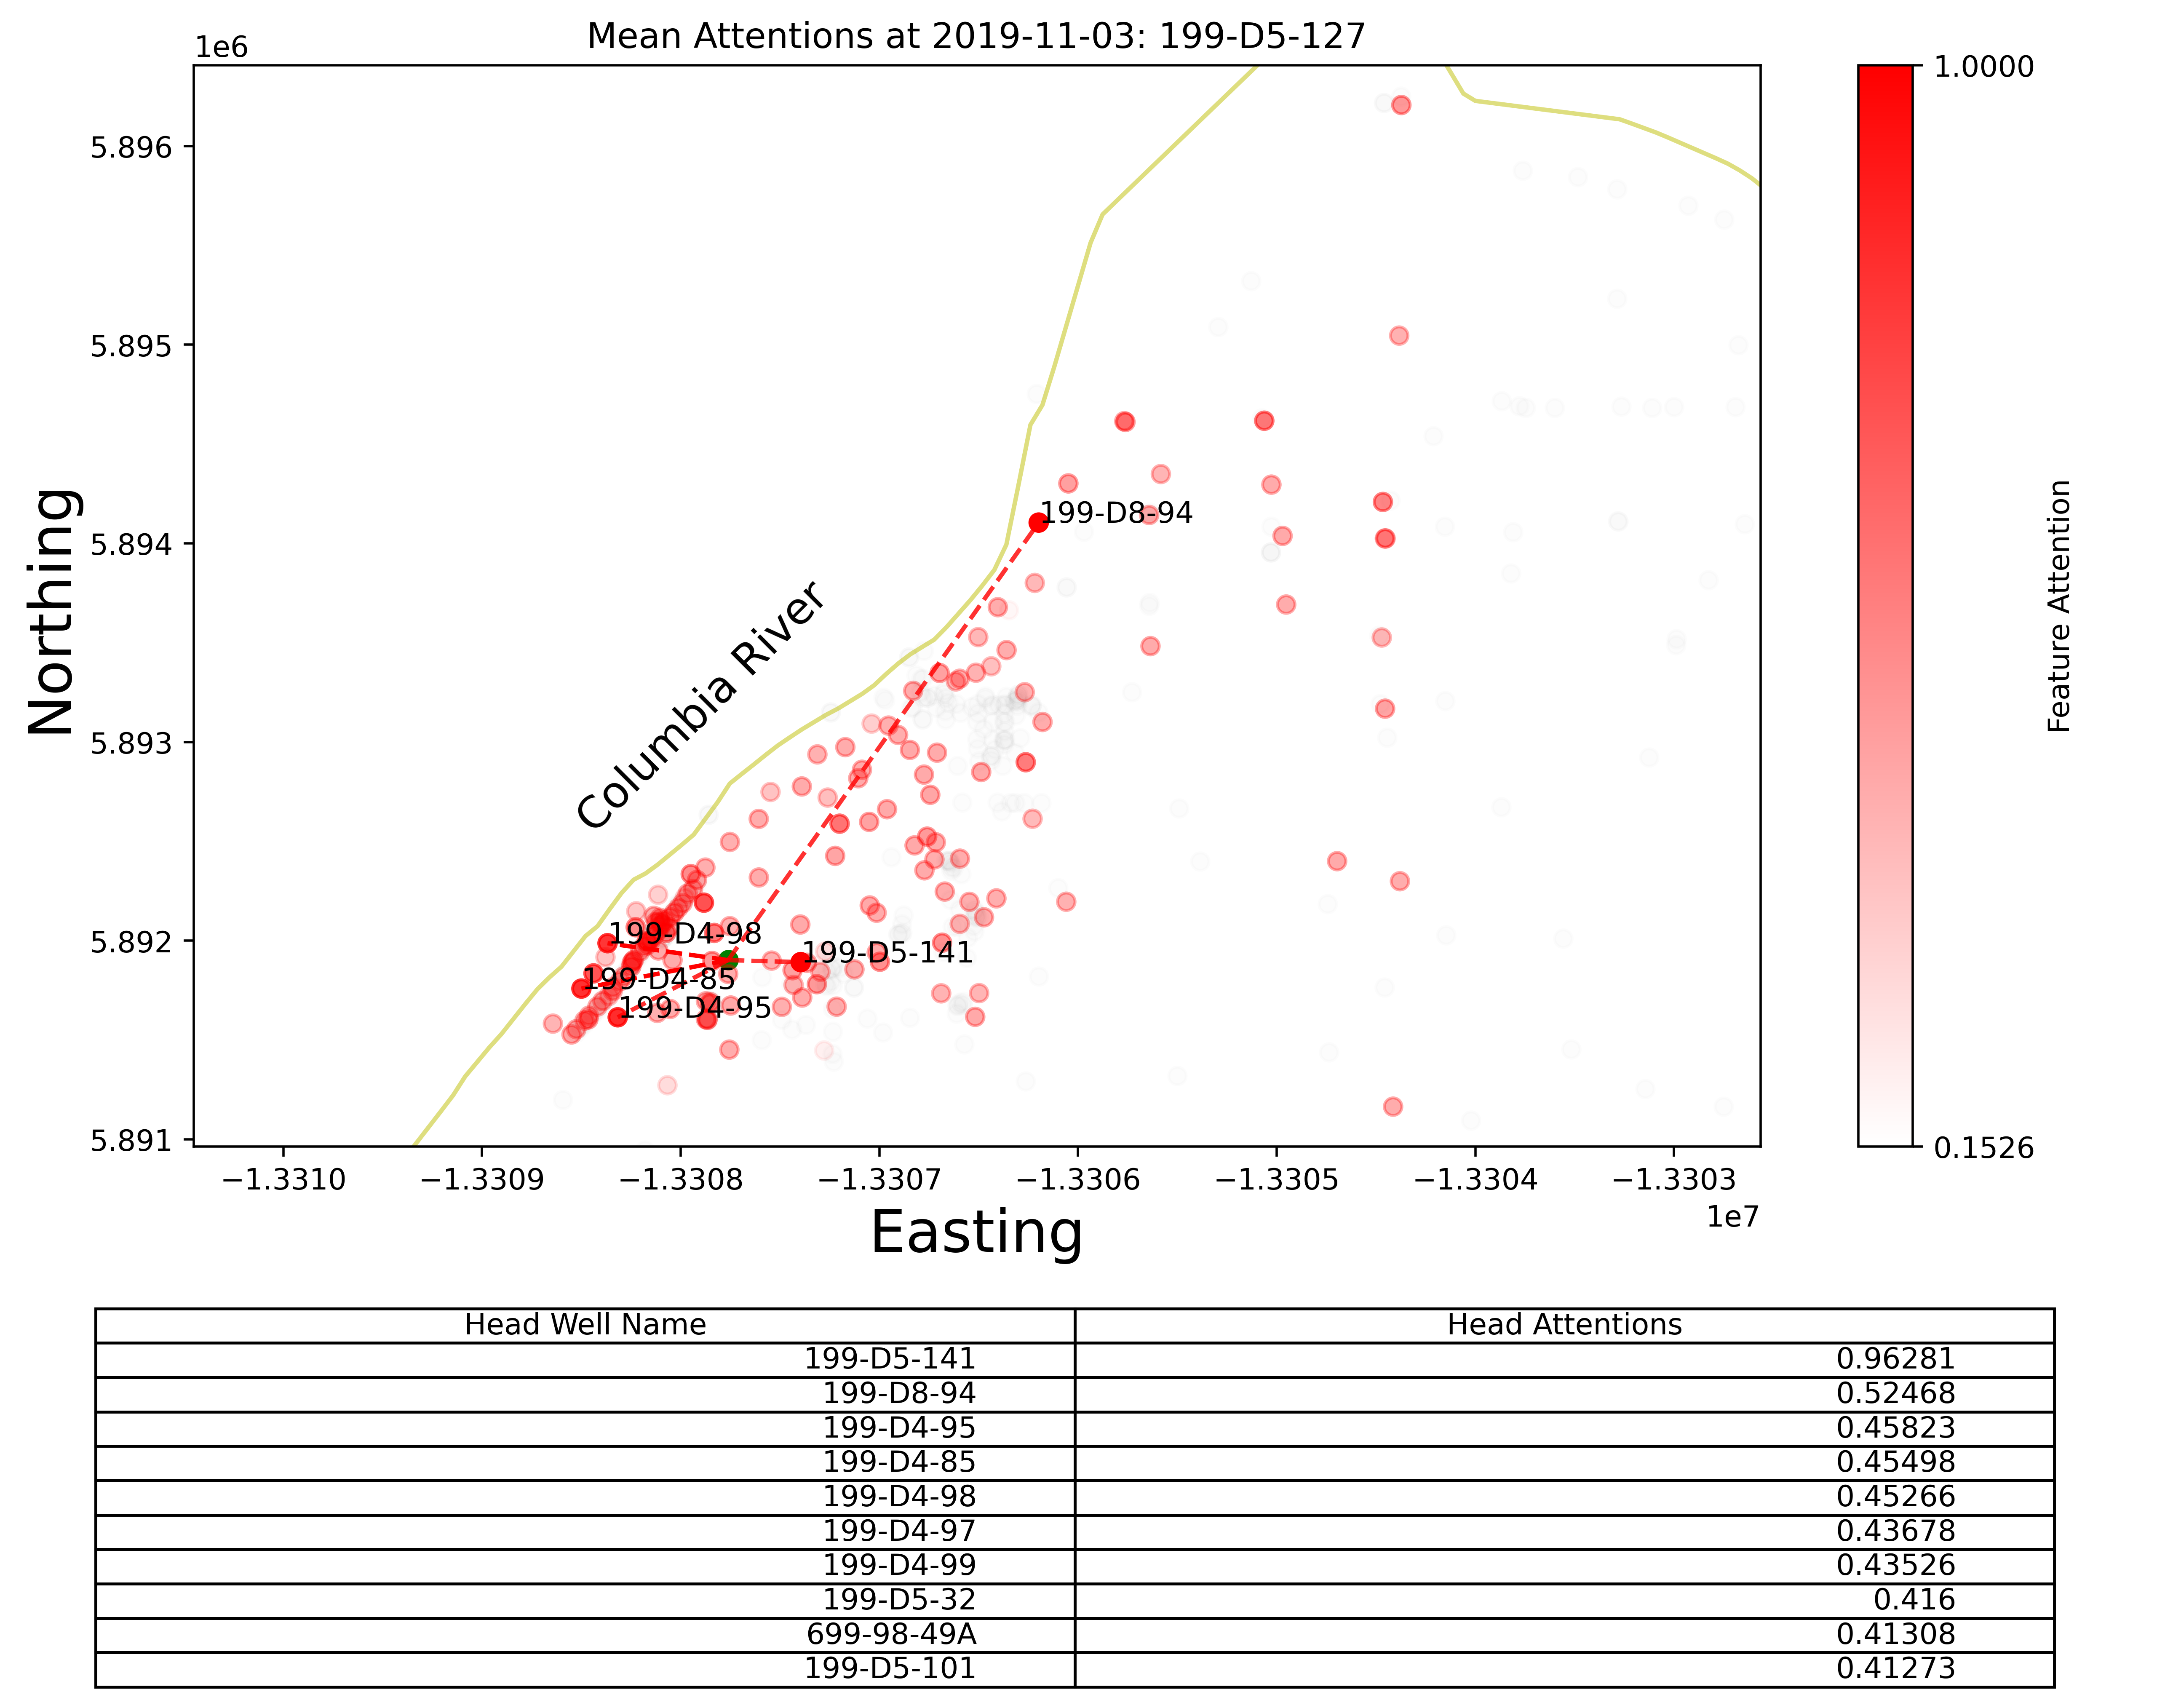 Mean Attentions at 2019-11-03: 199-D5-127
1e6
1.0000
5.896
5.895
5.894
5.893
5.892
5.891
Northing
Columbia River
199-D8-94
199-D4-98
199-D5-141
199-D4-85
199-D4-95
Feature Attention
0.1526
−1.3310
−1.3309
−1.3308
−1.3307
−1.3306
−1.3305
−1.3304
−1.3303
1e7
Easting
Head Well Name Head Attentions
199-D5-141 0.96281
199-D8-94 0.52468
199-D4-95 0.45823
199-D4-85 0.45498
199-D4-98 0.45266
199-D4-97 0.43678
199-D4-99 0.43526
199-D5-32 0.416
699-98-49A 0.41308
199-D5-101 0.41273